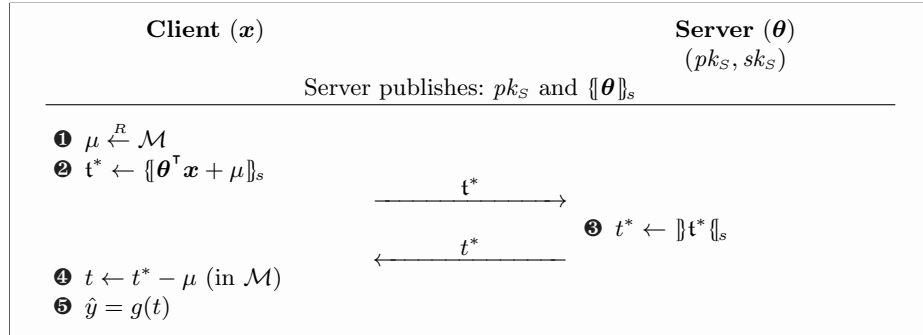 Client (𝒙) Server (𝜽)
(pk_S, sk_S)
Server publishes: pk_S and {[𝜽]}_s
❶ μ ←^R ℳ
❷ 𝔱* ← {[𝜽^⊺𝒙 + μ]}_s
𝔱*
❸ t* ← ]}𝔱*{[_s
t*
❹ t ← t* − μ (in ℳ)
❺ ŷ = g(t)